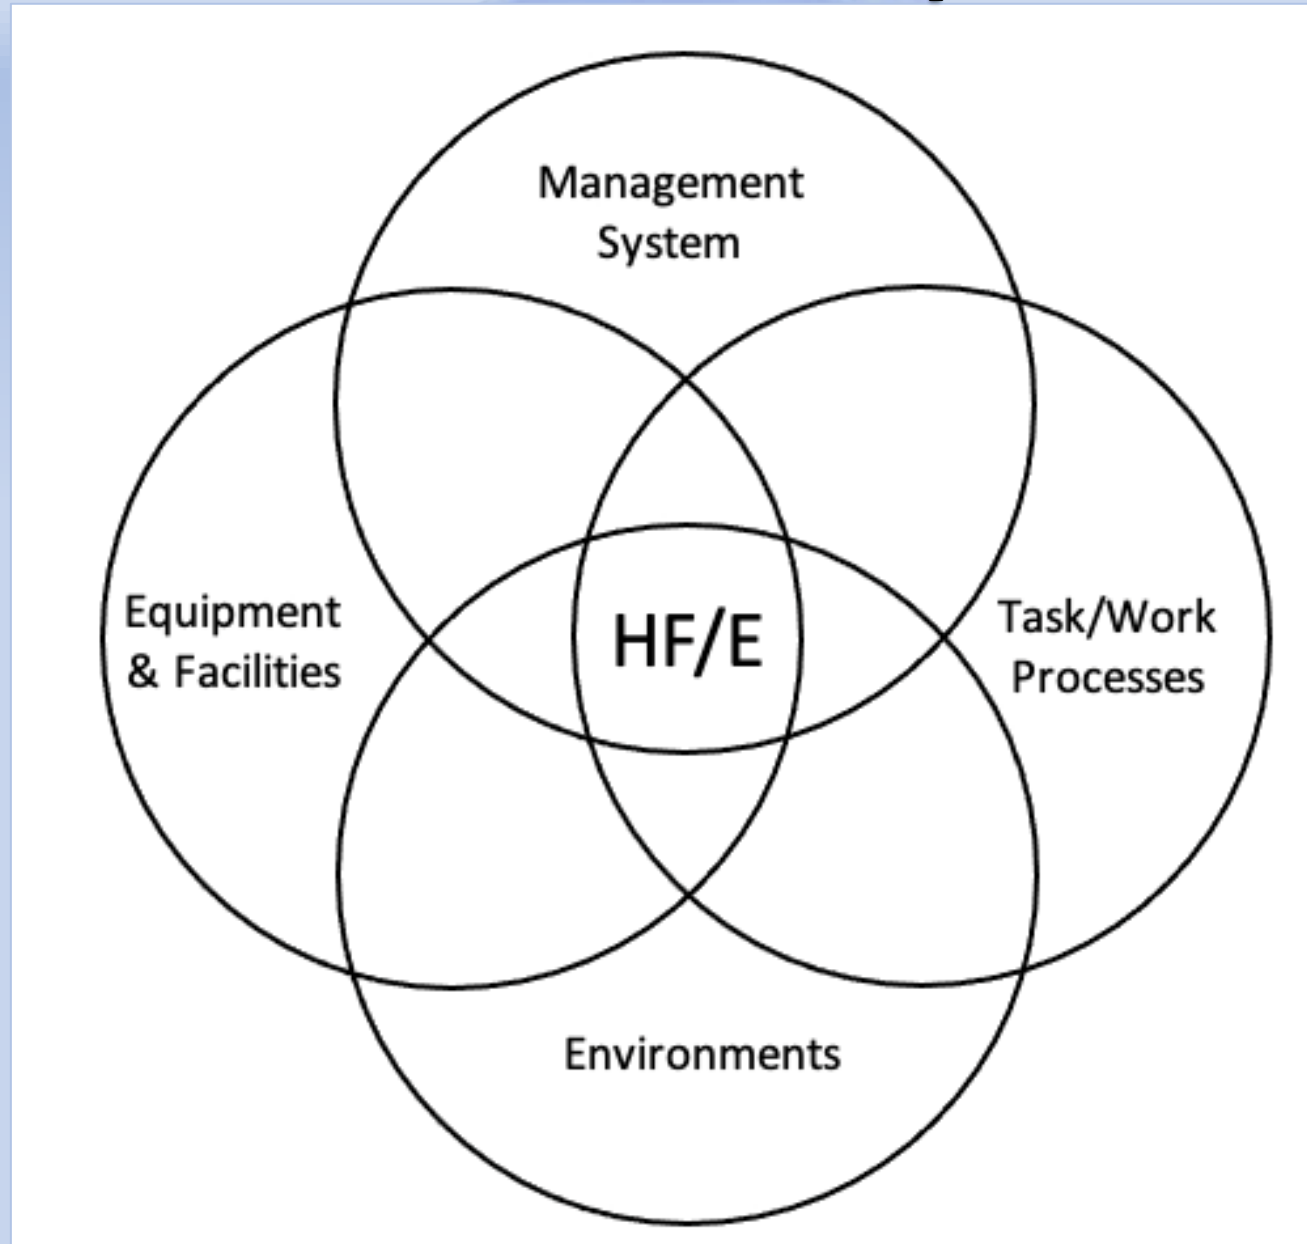 Management
System
Equipment
& Facilities
HF/E
Task/Work
Processes
Environments